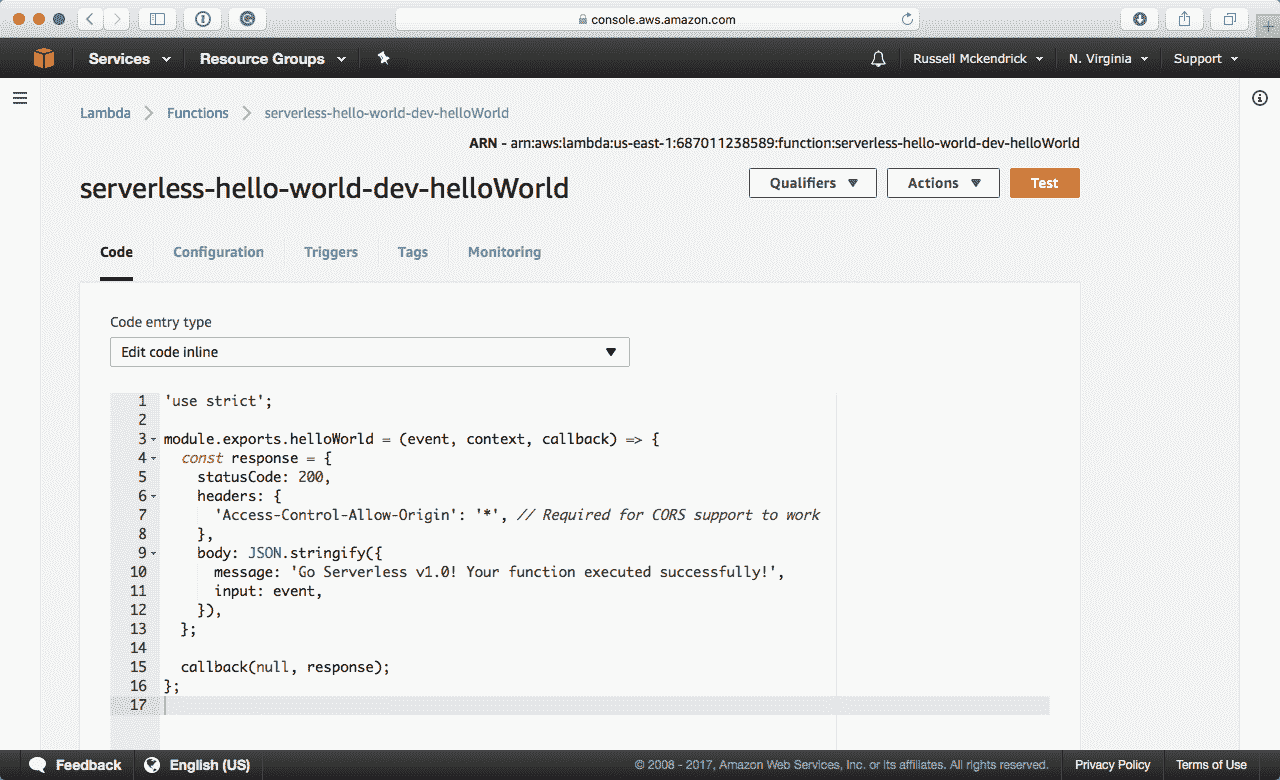 console.aws.amazon.com
Services Resource Groups Russell Mckendrick N. Virginia Support
Lambda Functions serverless-hello-world-dev-helloWorld
ARN - arn:aws:lambda:us-east-1:687011238589:function:serverless-hello-world-dev-helloWorld
serverless-hello-world-dev-helloWorld Qualifiers Actions Test
Code Configuration Triggers Tags Monitoring
Code entry type
Edit code inline
1 'use strict';
2
3 module.exports.helloWorld = (event, context, callback) => {
4 const response = {
5 statusCode: 200,
6 headers: {
7 'Access-Control-Allow-Origin': '*', // Required for CORS support to work
8 },
9 body: JSON.stringify({
10 message: 'Go Serverless v1.0! Your function executed successfully!',
11 input: event,
12 }),
13 };
14
15 callback(null, response);
16 };
17
Feedback English (US) © 2008 - 2017, Amazon Web Services, Inc. or its affiliates. All rights reserved. Privacy Policy Terms of Use